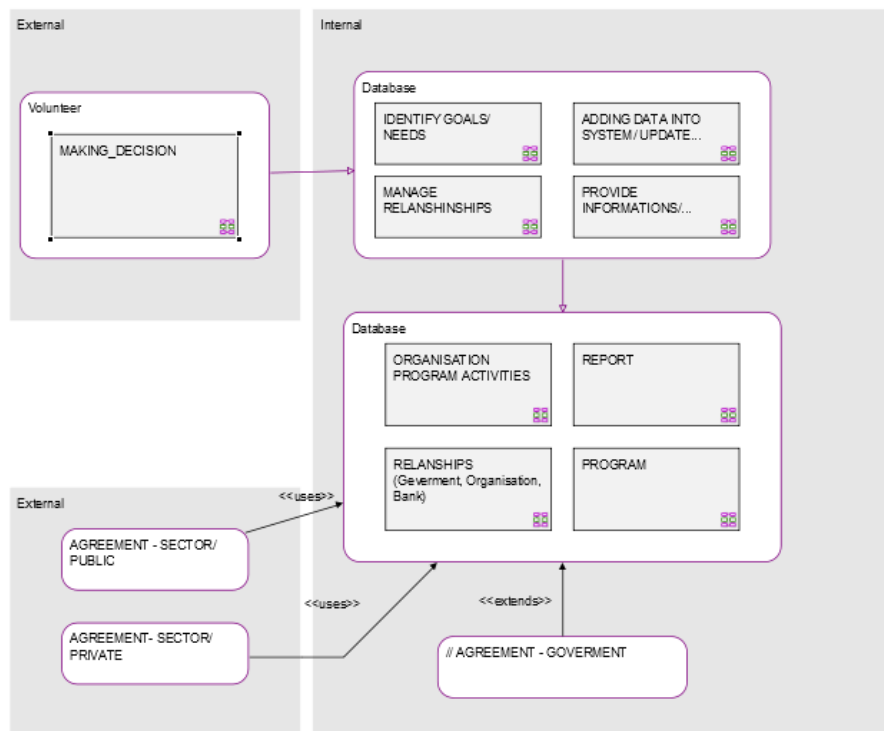 External
Internal
Volunteer
MAKING_DECISION
Database
IDENTIFY GOALS/
NEEDS
ADDING DATA INTO
SYSTEM/ UPDATE...
MANAGE
RELANSHINSHIPS
PROVIDE
INFORMATIONS/...
Database
ORGANISATION
PROGRAM ACTIVITIES
REPORT
RELANSHIPS
(Geverment, Organisation,
Bank)
PROGRAM
External
<<uses>>
AGREEMENT - SECTOR/
PUBLIC
<<uses>>
<<extends>>
AGREEMENT- SECTOR/
PRIVATE
// AGREEMENT - GOVERMENT